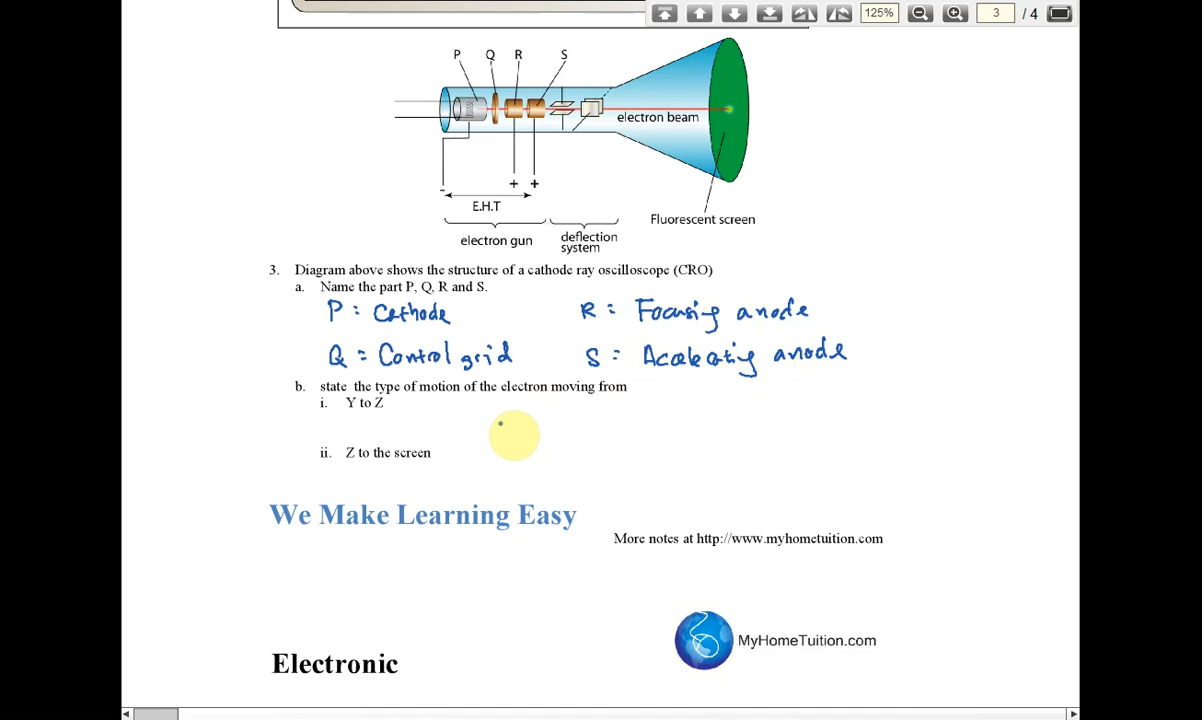 125%
3 / 4
P Q R S
electron beam
- + +
E.H.T
Fluorescent screen
electron gun
deflection
system
3. Diagram above shows the structure of a cathode ray oscilloscope (CRO)
a. Name the part P, Q, R and S.
P : Cathode R : Focusing anode
Q : Control grid S : Accelerating anode
b. state the type of motion of the electron moving from
i. Y to Z
ii. Z to the screen
We Make Learning Easy
More notes at http://www.myhometuition.com
MyHomeTuition.com
Electronic